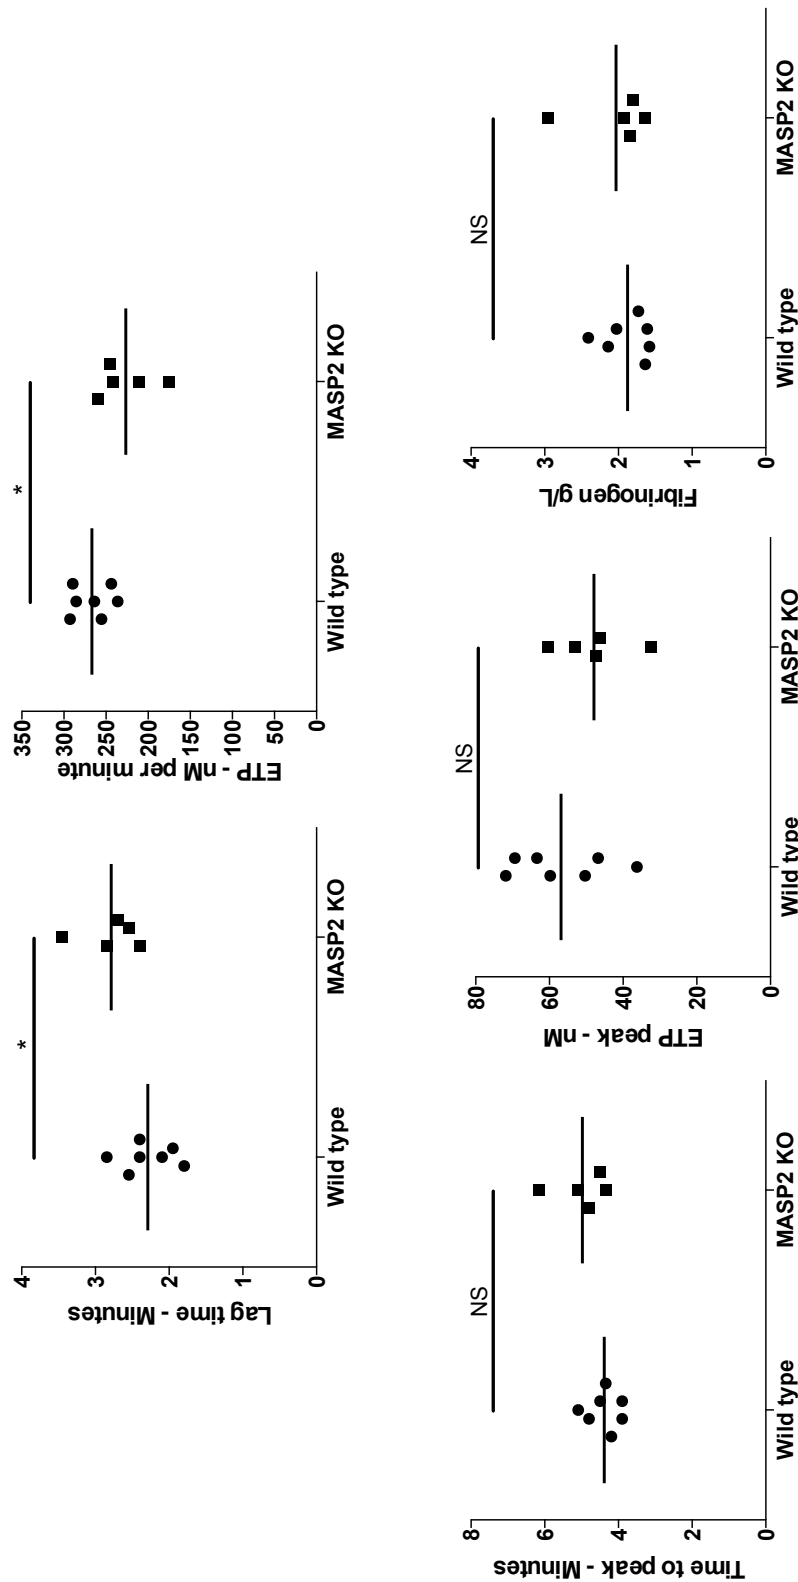 Lag time - Minutes
4
3
2
1
0
*
Wild type
MASP2 KO
ETP - nM per minute
350
300
250
200
150
100
50
0
*
Wild type
MASP2 KO
Time to peak - Minutes
8
6
4
2
0
NS
Wild type
MASP2 KO
ETP peak - nM
80
60
40
20
0
NS
Wild type
MASP2 KO
Fibrinogen g/L
4
3
2
1
0
NS
Wild type
MASP2 KO